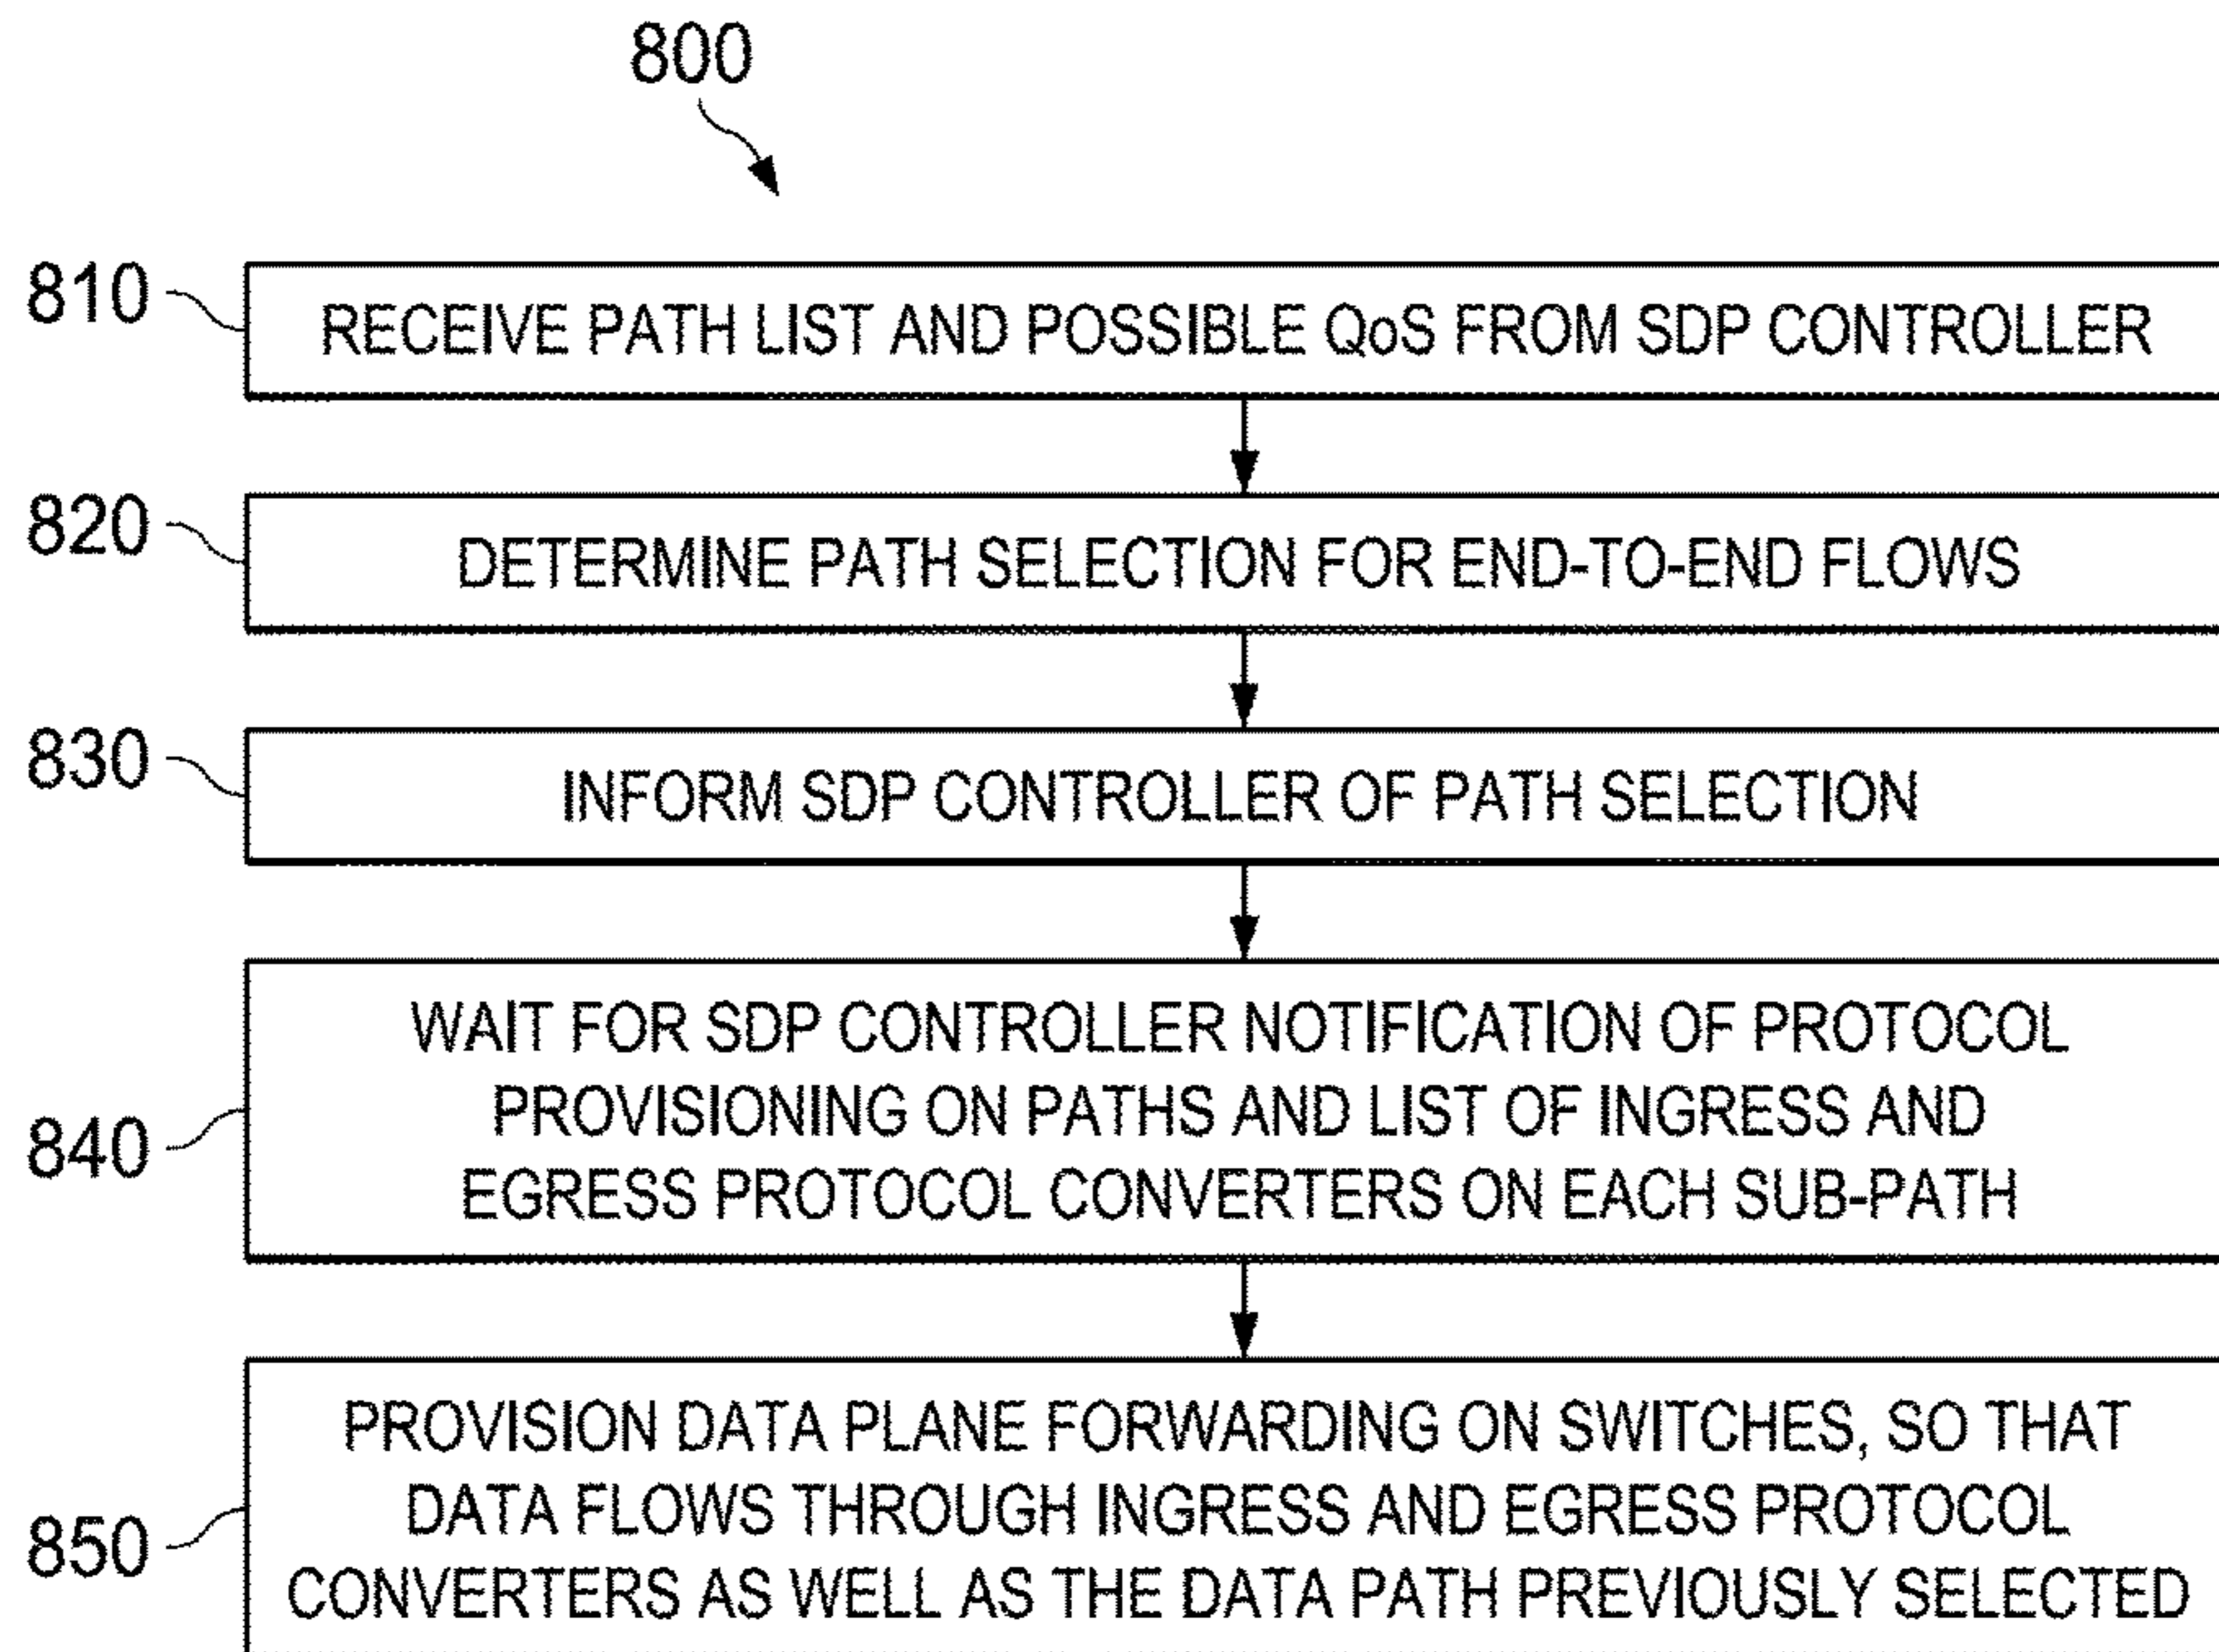 800
810
RECEIVE PATH LIST AND POSSIBLE QoS FROM SDP CONTROLLER
820
DETERMINE PATH SELECTION FOR END-TO-END FLOWS
830
INFORM SDP CONTROLLER OF PATH SELECTION
840
WAIT FOR SDP CONTROLLER NOTIFICATION OF PROTOCOL
PROVISIONING ON PATHS AND LIST OF INGRESS AND
EGRESS PROTOCOL CONVERTERS ON EACH SUB-PATH
850
PROVISION DATA PLANE FORWARDING ON SWITCHES, SO THAT
DATA FLOWS THROUGH INGRESS AND EGRESS PROTOCOL
CONVERTERS AS WELL AS THE DATA PATH PREVIOUSLY SELECTED